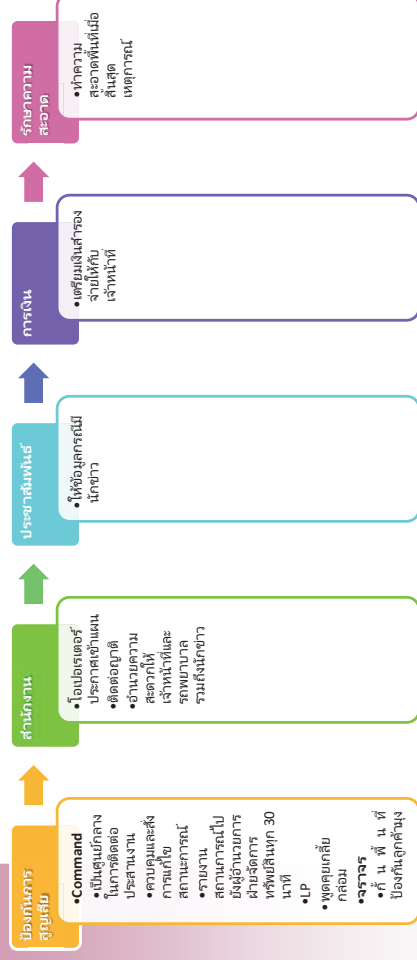 ป้องกันการ
สูญเสีย
•Command
•เป็นศูนย์กลาง
ในการติดต่อ
ประสานงาน
•ควบคุมและสั่ง
การแก้ไข
สถานะการณ์
•รายงาน
สถานการณ์ไป
ยังผู้อำนวยการ
ฝ่ายจัดการ
ทรัพย์สินทุก 30
นาที
•LP
•พูดคุยเกลี้ย
กล่อม
•จราจร
•กั้นพื้นที่
ป้องกันลูกค้ามุง
สำนักงาน
•โอเปอเรเตอร์
ประกาศเข้าแผน
•ติดต่อญาติ
•อำนวยความ
สะดวกให้
เจ้าหน้าที่และ
รถพยาบาล
รวมถึงนักข่าว
ประชาสัมพันธ์
•ให้ข้อมูลกรณีมี
นักข่าว
การเงิน
•เตรียมเงินสำรอง
จ่ายให้กับ
เจ้าหน้าที่
รักษาความ
สะอาด
•ทำความ
สะอาดพื้นที่เมื่อ
สิ้นสุด
เหตุการณ์